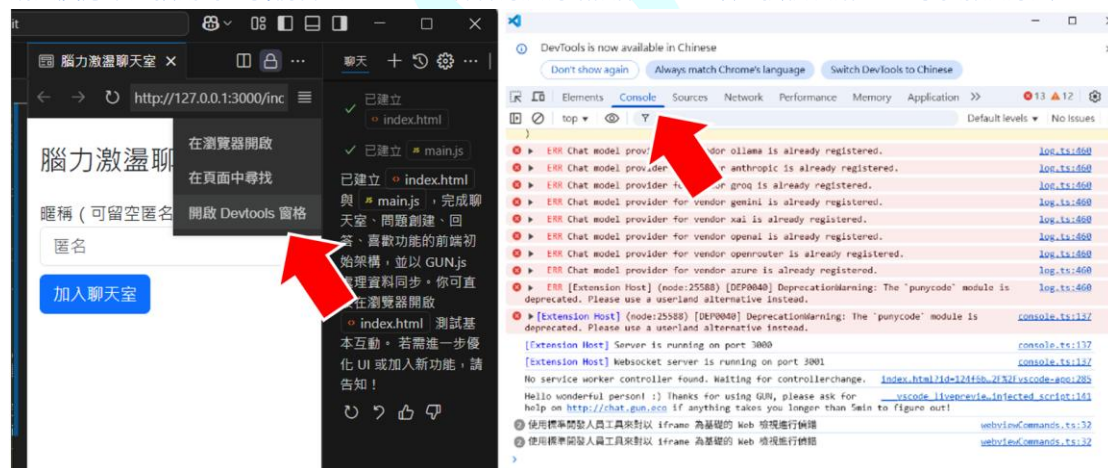 it
腦力激盪聊天室
http://127.0.0.1:3000/inc
腦力激盪聊
暱稱(可留空匿名
匿名
加入聊天室
在瀏覽器開啟
在頁面中尋找
開啟 Devtools 窗格
聊天
已建立
index.html
已建立 main.js
已建立 index.html
與 main.js ,完成聊
天室、問題創建、回
答、喜歡功能的前端初
始架構,並以 GUN.js
處理資料同步。你可直
在瀏覽器開啟
index.html 測試基
本互動。若需進一步優
化 UI 或加入新功能,請
告知!
DevTools is now available in Chinese
Don't show again Always match Chrome's language Switch DevTools to Chinese
Elements Console Sources Network Performance Memory Application 13 12
top Default levels No Issues
)
ERR Chat model provider vendor ollama is already registered. log.ts:460
ERR Chat model provider anthropic is already registered. log.ts:460
ERR Chat model provider groq is already registered. log.ts:460
ERR Chat model provider for vendor gemini is already registered. log.ts:460
ERR Chat model provider for vendor xai is already registered. log.ts:460
ERR Chat model provider for vendor openai is already registered. log.ts:460
ERR Chat model provider for vendor openrouter is already registered. log.ts:460
ERR Chat model provider for vendor azure is already registered. log.ts:460
ERR [Extension Host] (node:25588) [DEP0040] DeprecationWarning: The `punycode` module is log.ts:460
deprecated. Please use a userland alternative instead.
[Extension Host] (node:25588) [DEP0040] DeprecationWarning: The `punycode` module is console.ts:137
deprecated. Please use a userland alternative instead.
[Extension Host] Server is running on port 3000 console.ts:137
[Extension Host] Websocket server is running on port 3001 console.ts:137
No service worker controller found. Waiting for controllerchange. index.html?id=124f6b…2F%2Fvscode-app:285
Hello wonderful person! :) Thanks for using GUN, please ask for __vscode_livepreview_injected_script:141
help on http://chat.gun.eco if anything takes you longer than 5min to figure out!
2 使用標準開發人員工具來對以 iframe 為基礎的 Web 檢視進行偵錯 webviewCommands.ts:32
2 使用標準開發人員工具來對以 iframe 為基礎的 Web 檢視進行偵錯 webviewCommands.ts:32